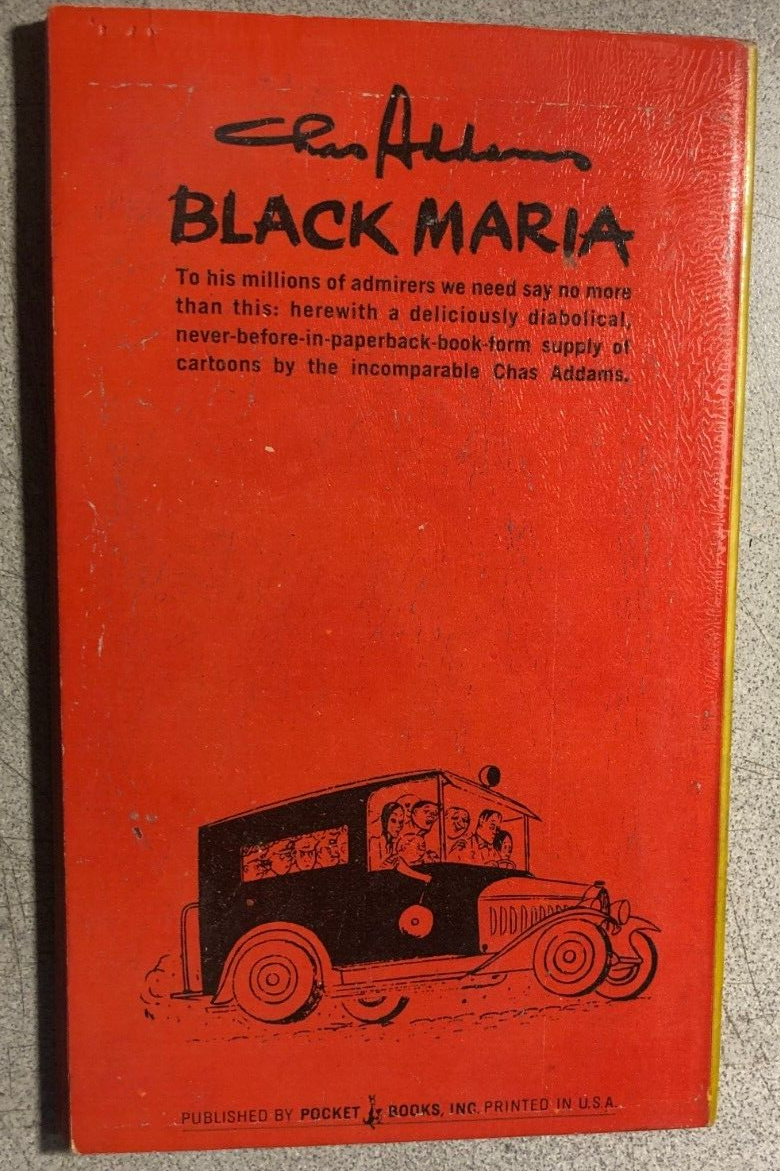 Chas Addams
BLACK MARIA
To his millions of admirers we need say no more
than this: herewith a deliciously diabolical,
never-before-in-paperback-book-form supply of
cartoons by the incomparable Chas Addams.
PUBLISHED BY POCKET BOOKS, INC. PRINTED IN U.S.A.